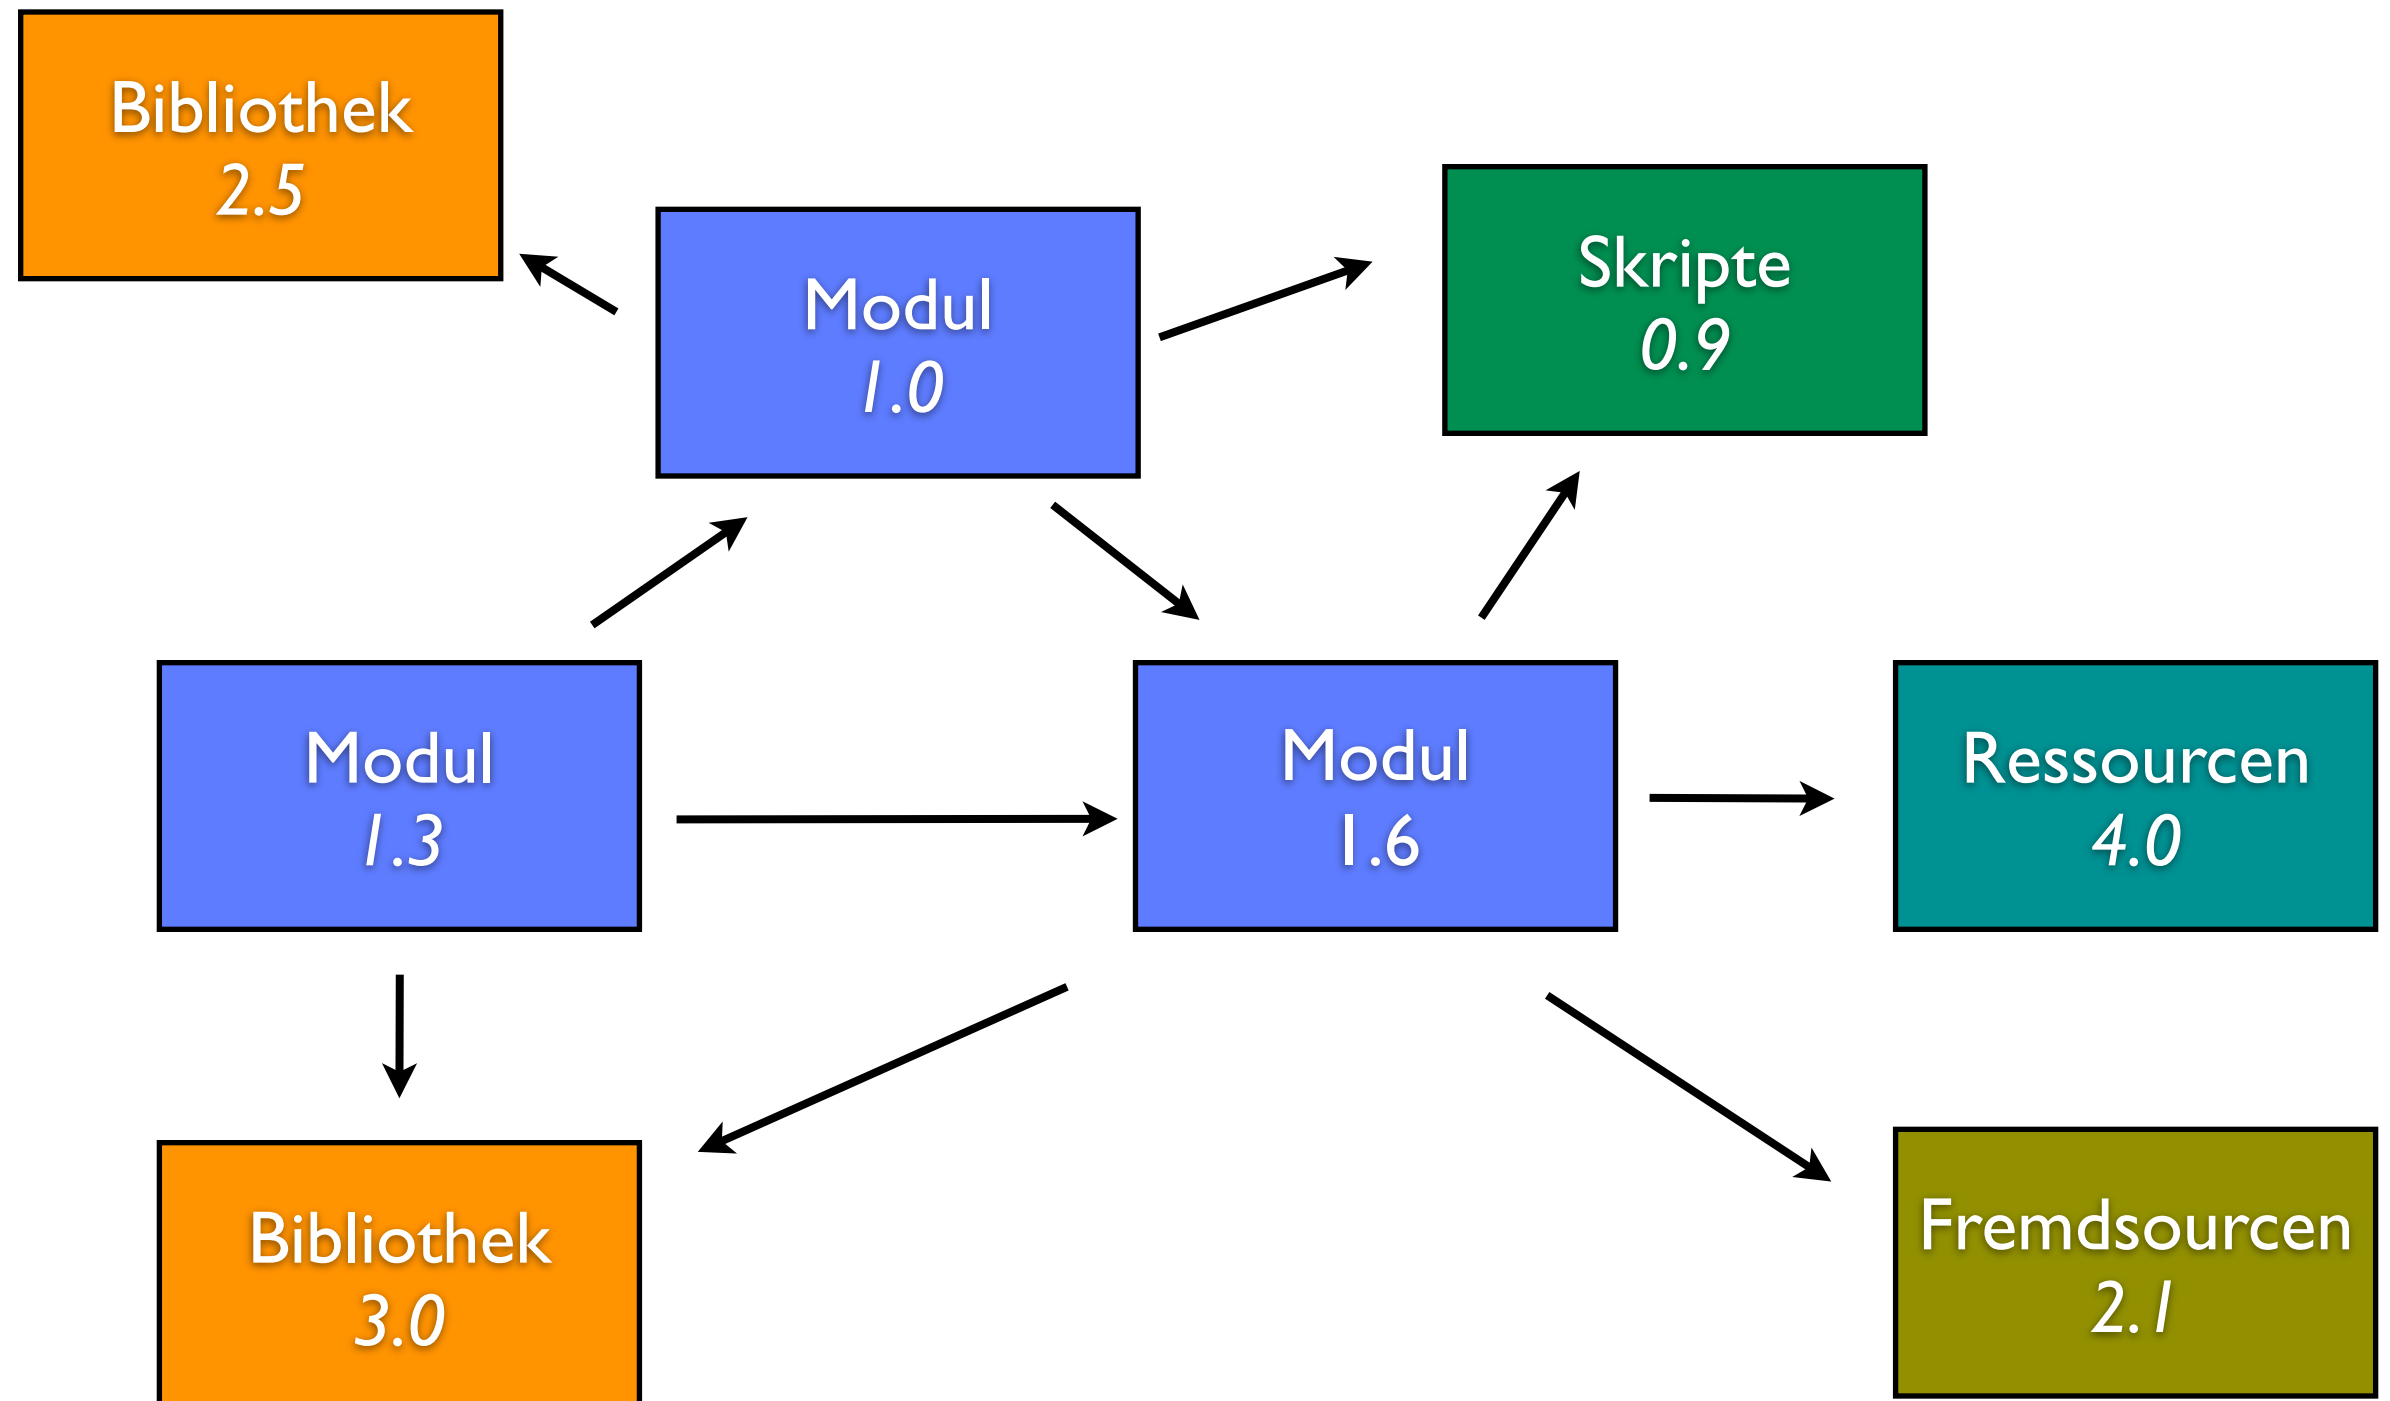 Bibliothek
2.5
Modul
1.0
Skripte
0.9
Modul
1.3
Modul
1.6
Ressourcen
4.0
Bibliothek
3.0
Fremdsourcen
2.1